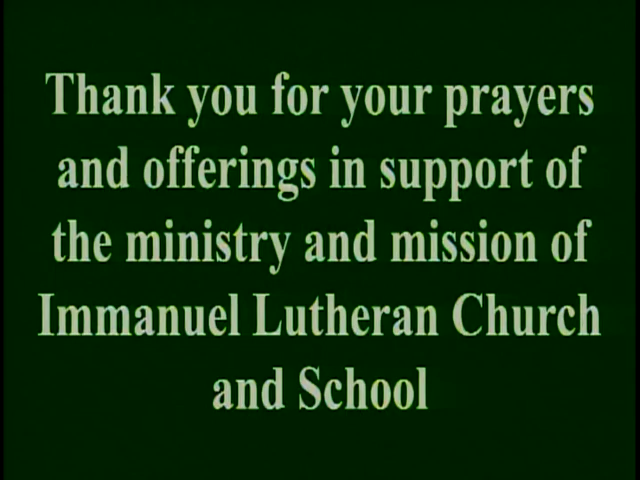 Thank you for your prayers
and offerings in support of
the ministry and mission of
Immanuel Lutheran Church
and School